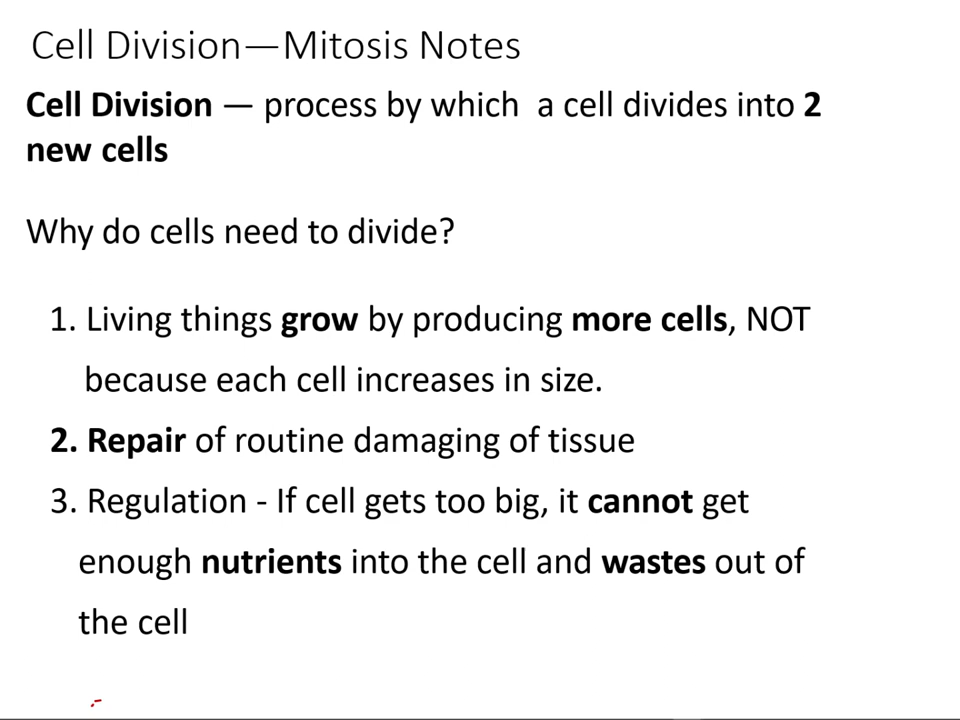 Cell Division—Mitosis Notes
Cell Division — process by which a cell divides into 2
new cells
Why do cells need to divide?
1. Living things grow by producing more cells, NOT
because each cell increases in size.
2. Repair of routine damaging of tissue
3. Regulation - If cell gets too big, it cannot get
enough nutrients into the cell and wastes out of
the cell